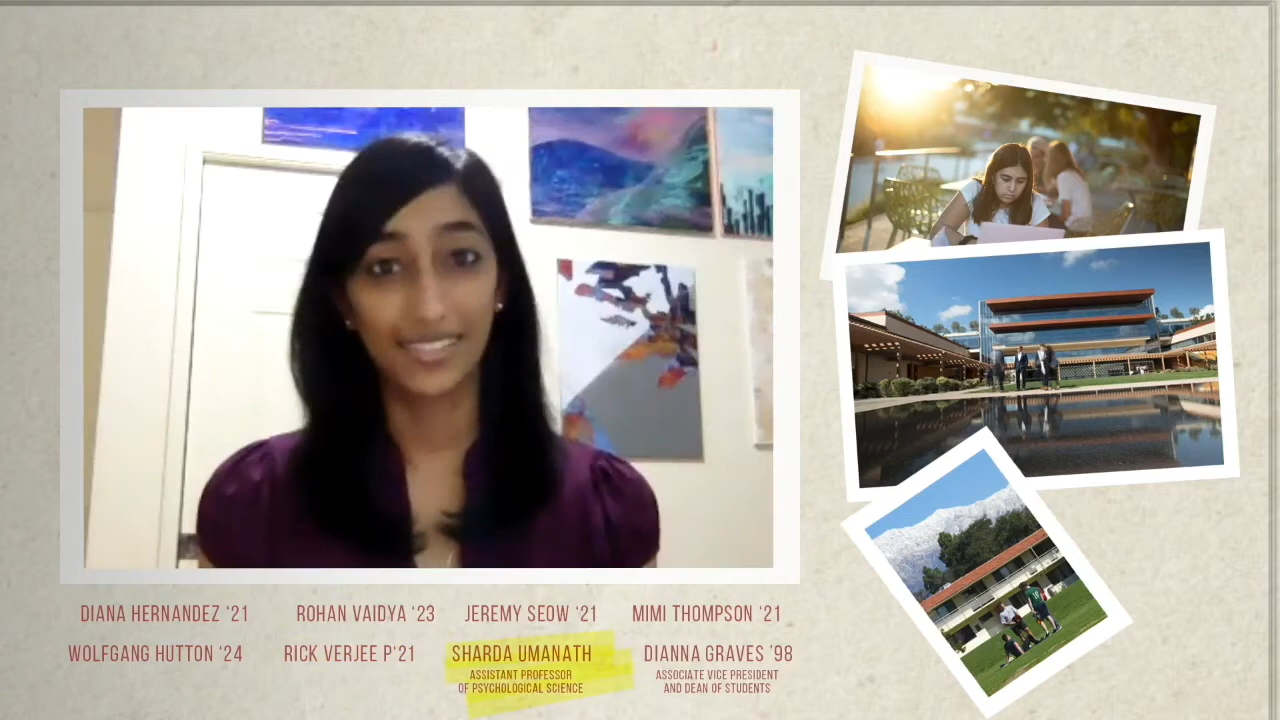 DIANA HERNANDEZ ‘21 ROHAN VAIDYA ‘23 JEREMY SEOW ‘21 MIMI THOMPSON ‘21
WOLFGANG HUTTON ‘24 RICK VERJEE P‘21 SHARDA UMANATH DIANNA GRAVES ’98
ASSISTANT PROFESSOR ASSOCIATE VICE PRESIDENT
OF PSYCHOLOGICAL SCIENCE AND DEAN OF STUDENTS